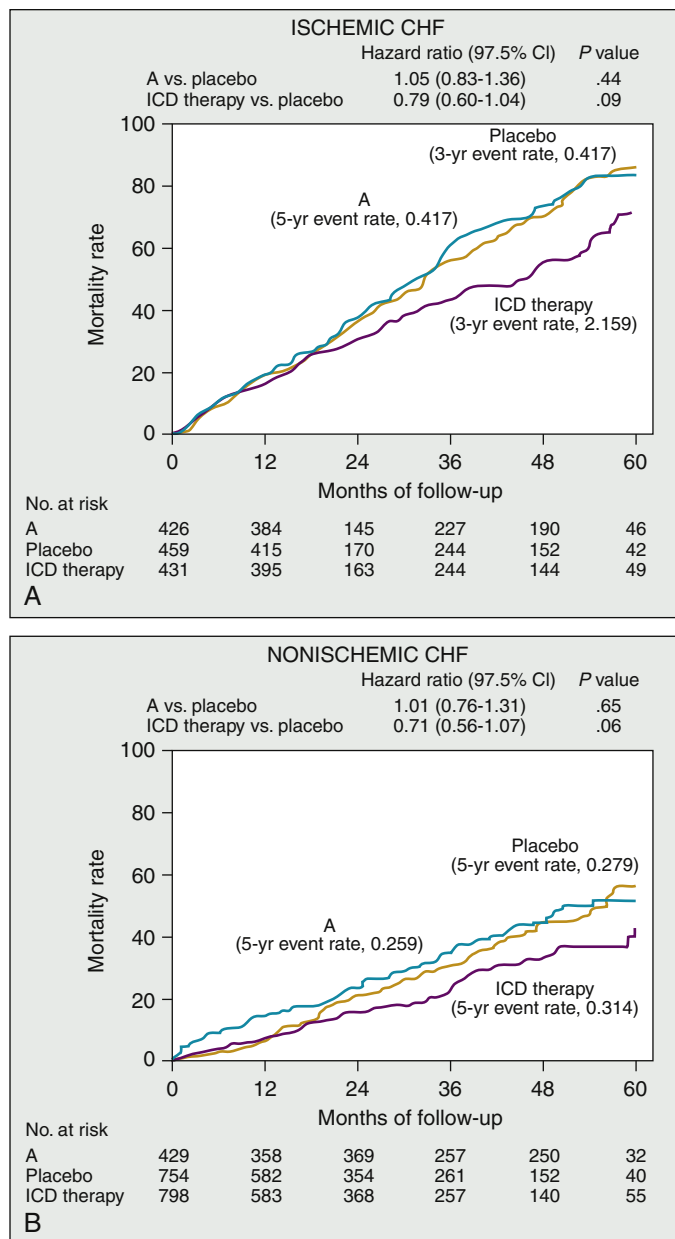 ISCHEMIC CHF
Hazard ratio (97.5% CI) P value
A vs. placebo 1.05 (0.83-1.36) .44
ICD therapy vs. placebo 0.79 (0.60-1.04) .09
100
80
60
40
20
0
Mortality rate
Placebo
(3-yr event rate, 0.417)
A
(5-yr event rate, 0.417)
ICD therapy
(3-yr event rate, 2.159)
0 12 24 36 48 60
Months of follow-up
No. at risk
A 426 384 145 227 190 46
Placebo 459 415 170 244 152 42
ICD therapy 431 395 163 244 144 49
A
NONISCHEMIC CHF
Hazard ratio (97.5% CI) P value
A vs. placebo 1.01 (0.76-1.31) .65
ICD therapy vs. placebo 0.71 (0.56-1.07) .06
100
80
60
40
20
0
Mortality rate
Placebo
(5-yr event rate, 0.279)
A
(5-yr event rate, 0.259)
ICD therapy
(5-yr event rate, 0.314)
0 12 24 36 48 60
Months of follow-up
No. at risk
A 429 358 369 257 250 32
Placebo 754 582 354 261 152 40
ICD therapy 798 583 368 257 140 55
B